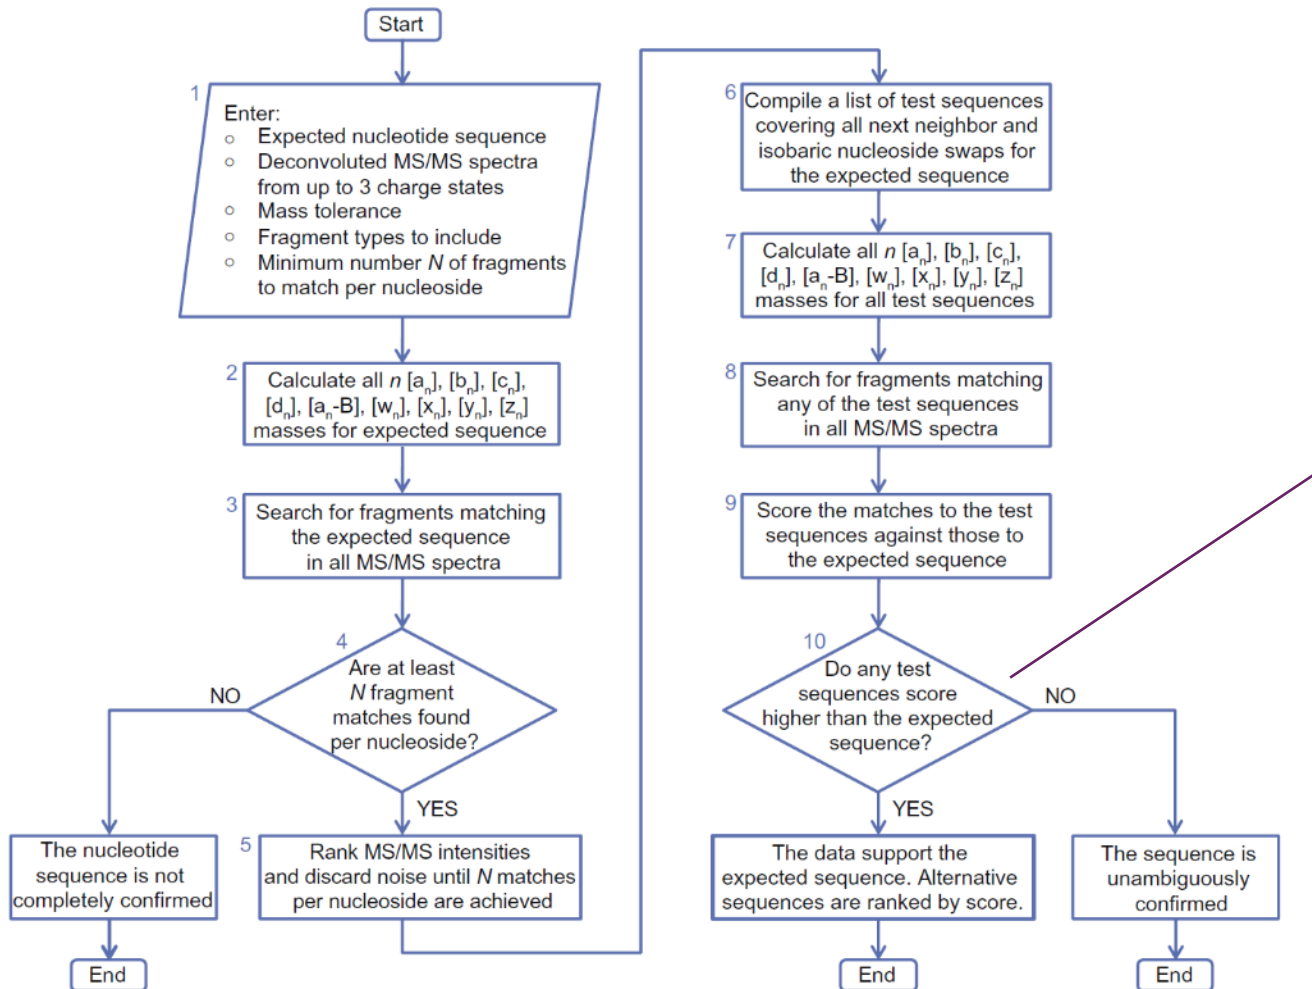 Start
1
Enter:
○ Expected nucleotide sequence
○ Deconvoluted MS/MS spectra
from up to 3 charge states
○ Mass tolerance
○ Fragment types to include
○ Minimum number N of fragments
to match per nucleoside
2
Calculate all n [aₙ], [bₙ], [cₙ],
[dₙ], [aₙ-B], [wₙ], [xₙ], [yₙ], [zₙ]
masses for expected sequence
3
Search for fragments matching
the expected sequence
in all MS/MS spectra
4
Are at least
N fragment
matches found
per nucleoside?
NO
YES
The nucleotide
sequence is not
completely confirmed
End
5
Rank MS/MS intensities
and discard noise until N matches
per nucleoside are achieved
6
Compile a list of test sequences
covering all next neighbor and
isobaric nucleoside swaps for
the expected sequence
7
Calculate all n [aₙ], [bₙ], [cₙ],
[dₙ], [aₙ-B], [wₙ], [xₙ], [yₙ], [zₙ]
masses for all test sequences
8
Search for fragments matching
any of the test sequences
in all MS/MS spectra
9
Score the matches to the test
sequences against those to
the expected sequence
10
Do any test
sequences score
higher than the expected
sequence?
NO
YES
The data support the
expected sequence. Alternative
sequences are ranked by score.
End
The sequence is
unambiguously
confirmed
End